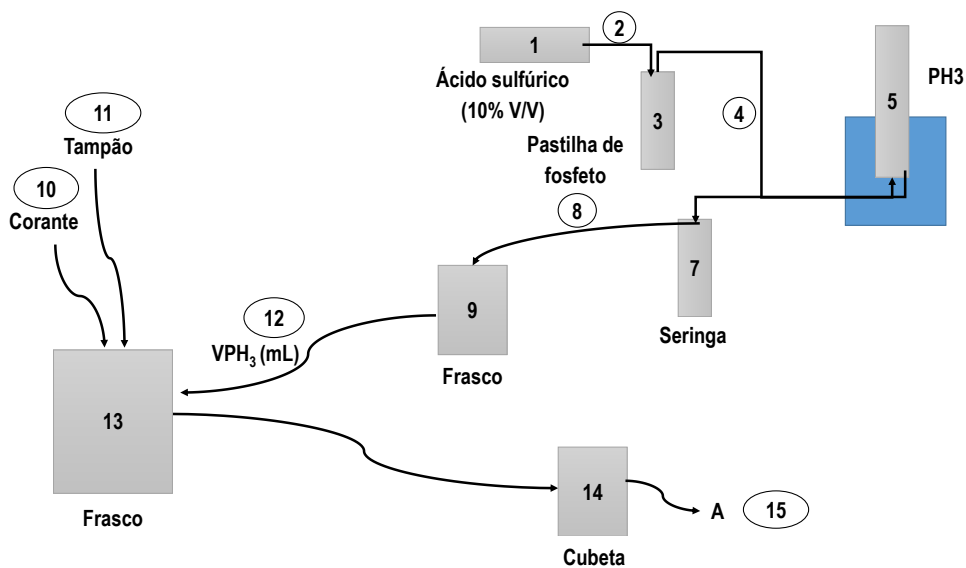 1
2
Ácido sulfúrico
(10% V/V)
3
Pastilha de
fosfeto
4
5
PH3
11
Tampão
10
Corante
8
7
Seringa
9
Frasco
12
VPH₃ (mL)
13
Frasco
14
Cubeta
A
15